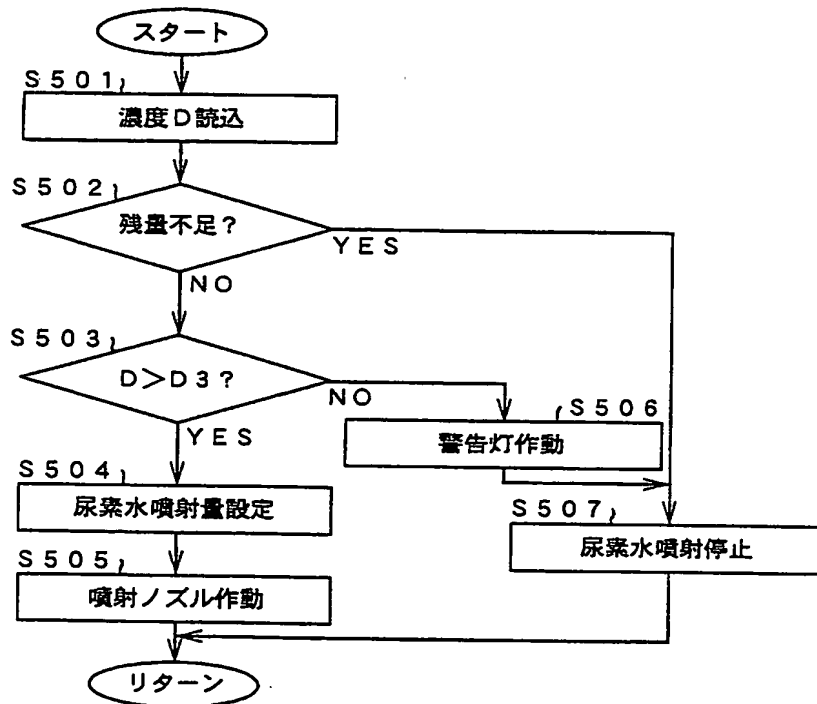 スタート
S501
濃度D読込
S502
残量不足？
YES
NO
S503
D＞D3？
NO
YES
S506
警告灯作動
S504
尿素水噴射量設定
S507
尿素水噴射停止
S505
噴射ノズル作動
リターン